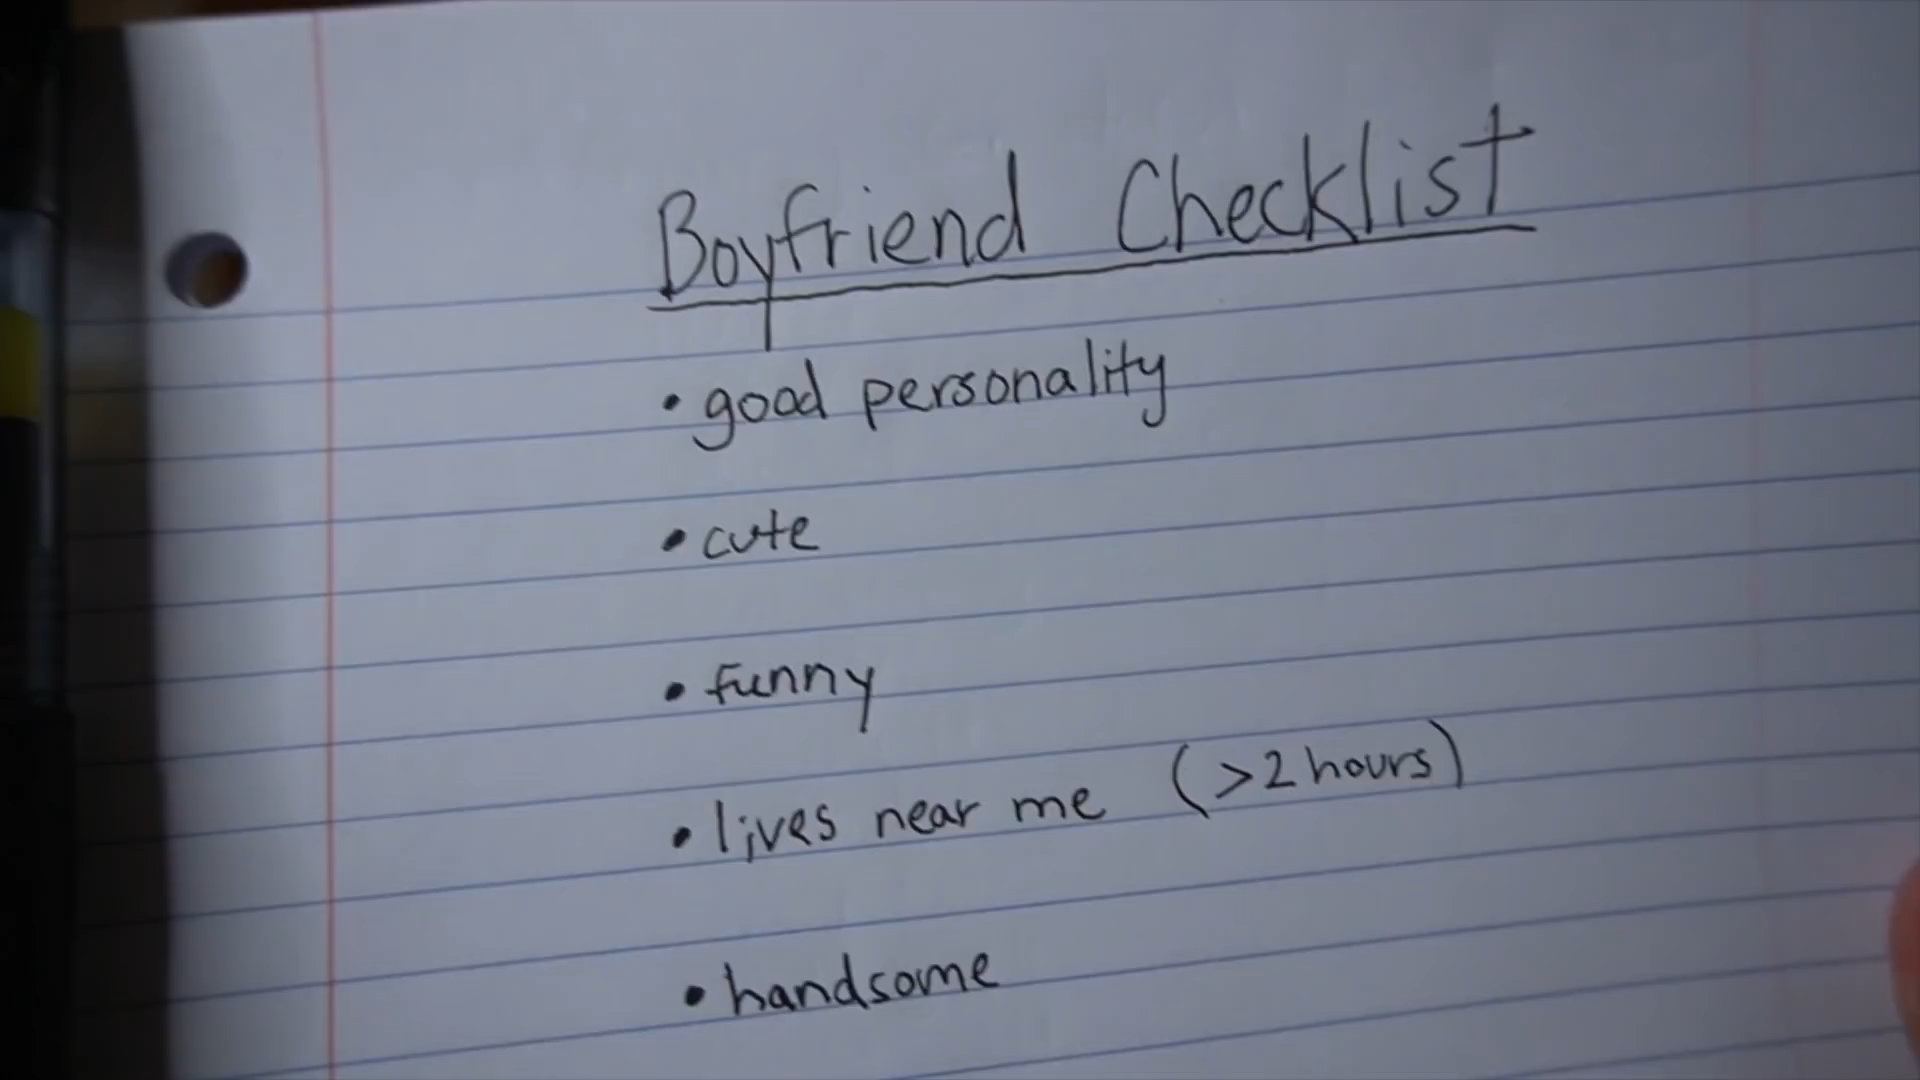 Boyfriend Checklist
• good personality
• cute
• funny
• lives near me (>2 hours)
• handsome